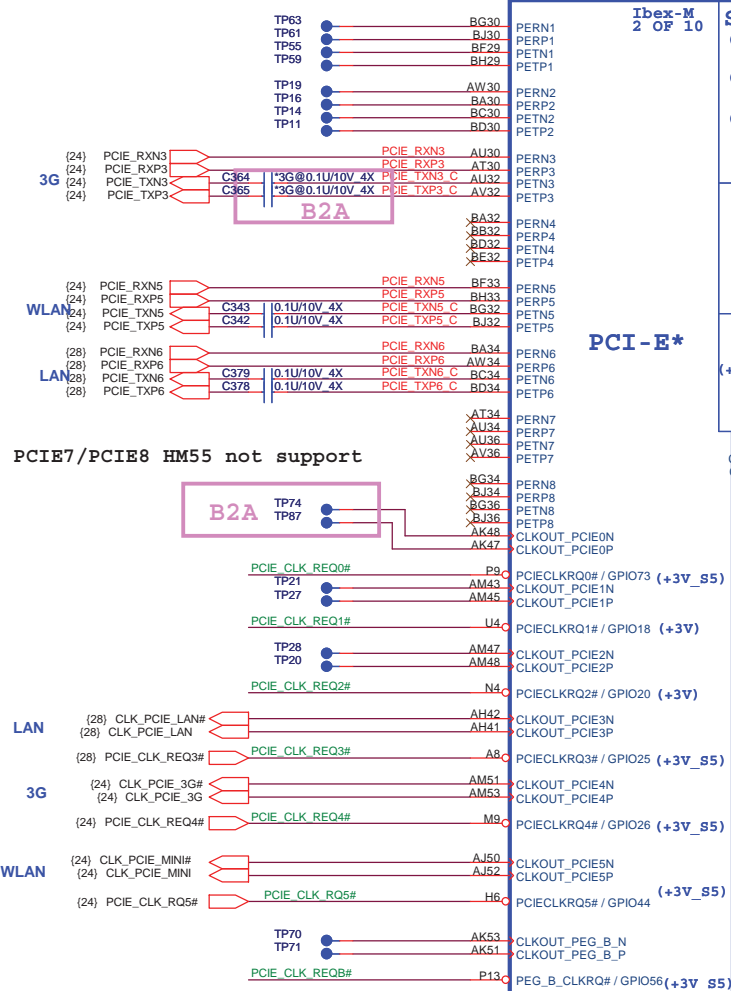 Ibex-M
2 OF 10
S
TP63 BG30 PERN1
TP61 BJ30 PERP1
TP55 BF29 PETN1
TP59 BH29 PETP1
TP19 AW30 PERN2
TP16 BA30 PERP2
TP14 BC30 PETN2
TP11 BD30 PETP2
3G
{24} PCIE_RXN3 PCIE_RXN3 AU30 PERN3
{24} PCIE_RXP3 PCIE_RXP3 AT30 PERP3
{24} PCIE_TXN3 C364 *3G@0.1U/10V_4X PCIE_TXN3_C AU32 PETN3
{24} PCIE_TXP3 C365 *3G@0.1U/10V_4X PCIE_TXP3_C AV32 PETP3
B2A
BA32 PERN4
BB32 PERP4
BD32 PETN4
BE32 PETP4
WLAN
{24} PCIE_RXN5 PCIE_RXN5 BF33 PERN5
{24} PCIE_RXP5 PCIE_RXP5 BH33 PERP5
{24} PCIE_TXN5 C343 0.1U/10V_4X PCIE_TXN5_C BG32 PETN5
{24} PCIE_TXP5 C342 0.1U/10V_4X PCIE_TXP5_C BJ32 PETP5
PCI-E*
LAN
{28} PCIE_RXN6 PCIE_RXN6 BA34 PERN6
{28} PCIE_RXP6 PCIE_RXP6 AW34 PERP6
{28} PCIE_TXN6 C379 0.1U/10V_4X PCIE_TXN6_C BC34 PETN6
{28} PCIE_TXP6 C378 0.1U/10V_4X PCIE_TXP6_C BD34 PETP6
AT34 PERN7
AU34 PERP7
AU36 PETN7
AV36 PETP7
PCIE7/PCIE8 HM55 not support
BG34 PERN8
BJ34 PERP8
BG36 PETN8
BJ36 PETP8
B2A
TP74 AK48 CLKOUT_PCIE0N
TP87 AK47 CLKOUT_PCIE0P
PCIE_CLK_REQ0# P9 PCIECLKRQ0# / GPIO73 (+3V_S5)
TP21 AM43 CLKOUT_PCIE1N
TP27 AM45 CLKOUT_PCIE1P
PCIE_CLK_REQ1# U4 PCIECLKRQ1# / GPIO18 (+3V)
TP28 AM47 CLKOUT_PCIE2N
TP20 AM48 CLKOUT_PCIE2P
PCIE_CLK_REQ2# N4 PCIECLKRQ2# / GPIO20 (+3V)
LAN
{28} CLK_PCIE_LAN# AH42 CLKOUT_PCIE3N
{28} CLK_PCIE_LAN AH41 CLKOUT_PCIE3P
{28} PCIE_CLK_REQ3# PCIE_CLK_REQ3# A8 PCIECLKRQ3# / GPIO25 (+3V_S5)
3G
{24} CLK_PCIE_3G# AM51 CLKOUT_PCIE4N
{24} CLK_PCIE_3G AM53 CLKOUT_PCIE4P
{24} PCIE_CLK_REQ4# PCIE_CLK_REQ4# M9 PCIECLKRQ4# / GPIO26 (+3V_S5)
WLAN
{24} CLK_PCIE_MINI# AJ50 CLKOUT_PCIE5N
{24} CLK_PCIE_MINI AJ52 CLKOUT_PCIE5P
{24} PCIE_CLK_RQ5# PCIE_CLK_RQ5# H6 PCIECLKRQ5# / GPIO44 (+3V_S5)
TP70 AK53 CLKOUT_PEG_B_N
TP71 AK51 CLKOUT_PEG_B_P
PCIE_CLK_REQB# P13 PEG_B_CLKRQ# / GPIO56 (+3V_S5)